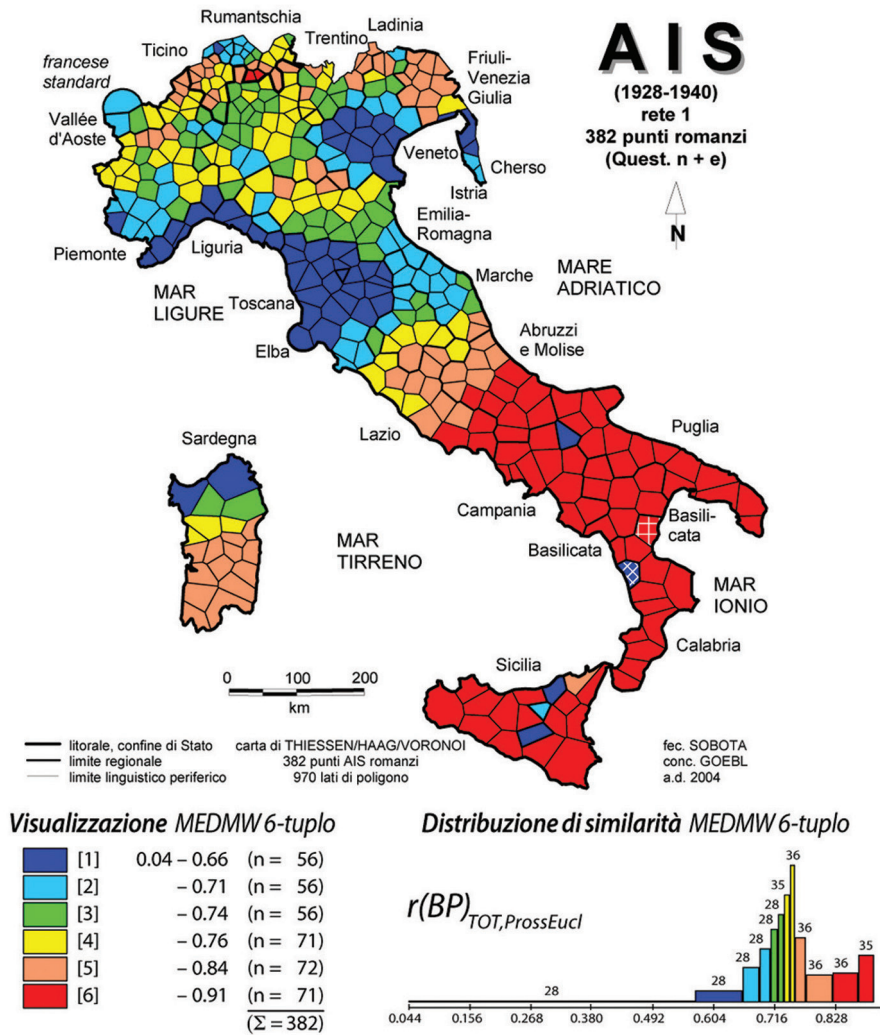 AIS
(1928-1940)
rete 1
382 punti romanzi
(Quest. n + e)
N
Rumantschia
Ladinia
Ticino
Trentino
francese
standard
Friuli-
Venezia
Giulia
Vallée
d'Aoste
Veneto
Cherso
Istria
Emilia-
Romagna
Piemonte
Liguria
Marche
MARE
ADRIATICO
MAR
LIGURE
Toscana
Abruzzi
e Molise
Elba
Lazio
Puglia
Sardegna
Campania
Basili-
cata
MAR
TIRRENO
Basilicata
MAR
IONIO
Calabria
Sicilia
0 100 200
km
litorale, confine di Stato
limite regionale
limite linguistico periferico
carta di THIESSEN/HAAG/VORONOI
382 punti AIS romanzi
970 lati di poligono
fec. SOBOTA
conc. GOEBL
a.d. 2004
Visualizzazione MEDMW 6-tuplo
[1] 0.04 – 0.66 (n = 56)
[2] – 0.71 (n = 56)
[3] – 0.74 (n = 56)
[4] – 0.76 (n = 71)
[5] – 0.84 (n = 72)
[6] – 0.91 (n = 71)
(Σ = 382)
Distribuzione di similarità MEDMW 6-tuplo
r(BP)TOT,ProssEucl
28 28 28 28 28 35 35 36 36 36 36 35
0.044 0.156 0.268 0.380 0.492 0.604 0.716 0.828